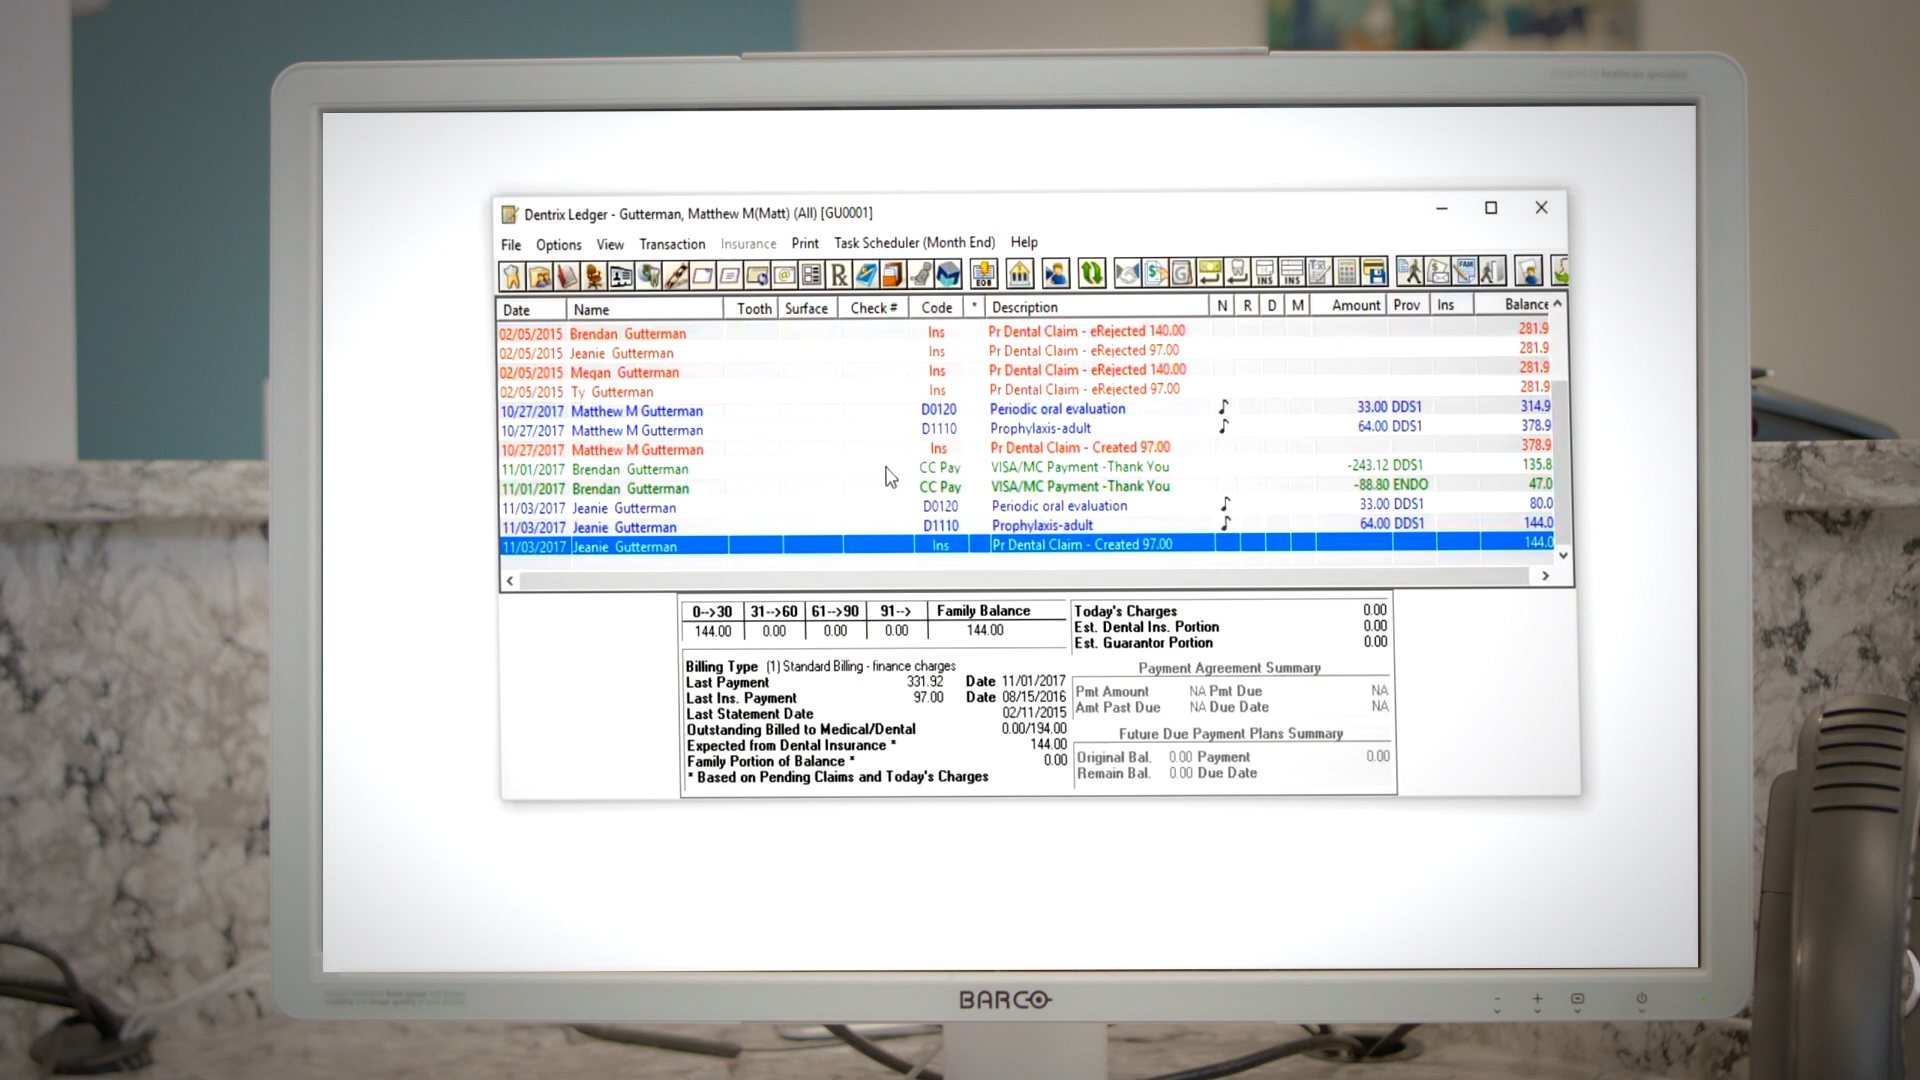 Designed for healthcare specialists
Dentrix Ledger - Gutterman, Matthew M(Matt) (All) [GU0001]
File Options View Transaction Insurance Print Task Scheduler (Month End) Help
Date Name Tooth Surface Check # Code * Description N R D M Amount Prov Ins Balance
02/05/2015 Brendan Gutterman Ins Pr Dental Claim - eRejected 140.00 281.9
02/05/2015 Jeanie Gutterman Ins Pr Dental Claim - eRejected 97.00 281.9
02/05/2015 Megan Gutterman Ins Pr Dental Claim - eRejected 140.00 281.9
02/05/2015 Ty Gutterman Ins Pr Dental Claim - eRejected 97.00 281.9
10/27/2017 Matthew M Gutterman D0120 Periodic oral evaluation 33.00 DDS1 314.9
10/27/2017 Matthew M Gutterman D1110 Prophylaxis-adult 64.00 DDS1 378.9
10/27/2017 Matthew M Gutterman Ins Pr Dental Claim - Created 97.00 378.9
11/01/2017 Brendan Gutterman CC Pay VISA/MC Payment -Thank You -243.12 DDS1 135.8
11/01/2017 Brendan Gutterman CC Pay VISA/MC Payment -Thank You -88.80 ENDO 47.0
11/03/2017 Jeanie Gutterman D0120 Periodic oral evaluation 33.00 DDS1 80.0
11/03/2017 Jeanie Gutterman D1110 Prophylaxis-adult 64.00 DDS1 144.0
11/03/2017 Jeanie Gutterman Ins Pr Dental Claim - Created 97.00 144.0
0-->30 31-->60 61-->90 91--> Family Balance
144.00 0.00 0.00 0.00 144.00
Billing Type (1) Standard Billing - finance charges
Last Payment 331.92 Date 11/01/2017
Last Ins. Payment 97.00 Date 08/15/2016
Last Statement Date 02/11/2015
Outstanding Billed to Medical/Dental 0.00/194.00
Expected from Dental Insurance * 144.00
Family Portion of Balance * 0.00
* Based on Pending Claims and Today's Charges
Today's Charges 0.00
Est. Dental Ins. Portion 0.00
Est. Guarantor Portion 0.00
Payment Agreement Summary
Pmt Amount NA Pmt Due NA
Amt Past Due NA Due Date NA
Future Due Payment Plans Summary
Original Bal. 0.00 Payment 0.00
Remain Bal. 0.00 Due Date
BARCO